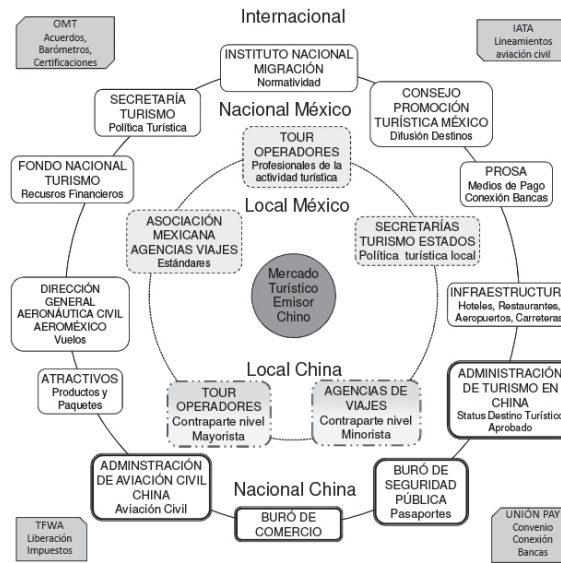 Internacional
OMT
Acuerdos,
Barómetros,
Certificaciones
IATA
Lineamientos
aviación civil
INSTITUTO NACIONAL
MIGRACIÓN
Normatividad
SECRETARÍA
TURISMO
Política Turística
CONSEJO
PROMOCIÓN
TURÍSTICA MÉXICO
Difusión Destinos
Nacional México
TOUR
OPERADORES
Profesionales de la
actividad turística
FONDO NACIONAL
TURISMO
Recusros Financieros
PROSA
Medios de Pago
Conexión Bancas
Local México
ASOCIACIÓN
MEXICANA
AGENCIAS VIAJES
Estándares
SECRETARÍAS
TURISMO ESTADOS
Política turística local
Mercado
Turístico
Emisor
Chino
DIRECCIÓN
GENERAL
AERONÁUTICA CIVIL
AEROMÉXICO
Vuelos
INFRAESTRUCTURA
Hoteles, Restaurantes,
Aeropuertos, Carreteras
Local China
ATRACTIVOS
Productos y
Paquetes
TOUR
OPERADORES
Contraparte nivel
Mayorista
AGENCIAS DE
VIAJES
Contraparte nivel
Minorista
ADMINISTRACIÓN
DE TURISMO EN
CHINA
Status Destino Turístico
Aprobado
ADMINSTRACIÓN
DE AVIACIÓN CIVIL
CHINA
Aviación Civil
Nacional China
BURÓ DE
COMERCIO
BURÓ DE
SEGURIDAD
PÚBLICA
Pasaportes
TFWA
Liberación
Impuestos
UNIÓN PAY
Convenio
Conexión
Bancas